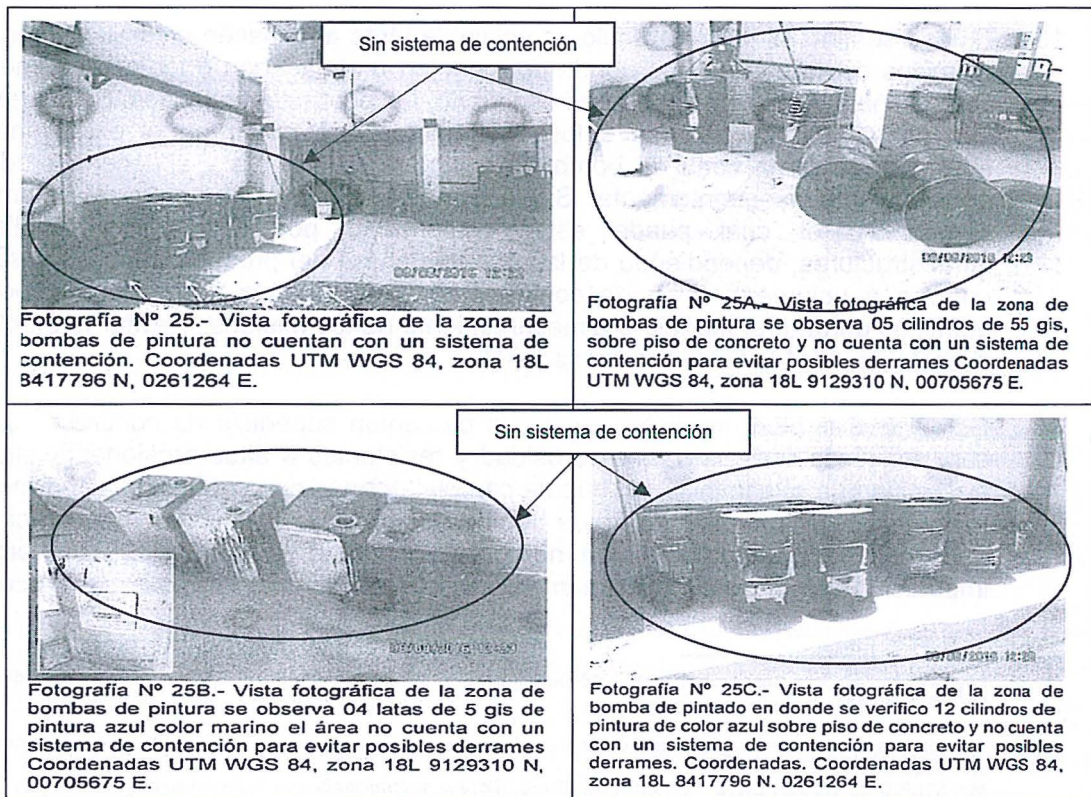 Sin sistema de contención
Fotografía Nº 25.- Vista fotográfica de la zona de
bombas de pintura no cuentan con un sistema de
contención. Coordenadas UTM WGS 84, zona 18L
8417796 N, 0261264 E.
Fotografía Nº 25A.- Vista fotográfica de la zona de
bombas de pintura se observa 05 cilindros de 55 gls,
sobre piso de concreto y no cuenta con un sistema de
contención para evitar posibles derrames Coordenadas
UTM WGS 84, zona 18L 9129310 N, 00705675 E.
Sin sistema de contención
Fotografía Nº 25B.- Vista fotográfica de la zona de
bombas de pintura se observa 04 latas de 5 gls de
pintura azul color marino el área no cuenta con un
sistema de contención para evitar posibles derrames
Coordenadas UTM WGS 84, zona 18L 9129310 N,
00705675 E.
Fotografía Nº 25C.- Vista fotográfica de la zona de
bomba de pintado en donde se verifico 12 cilindros de
pintura de color azul sobre piso de concreto y no cuenta
con un sistema de contención para evitar posibles
derrames. Coordenadas. Coordenadas UTM WGS 84,
zona 18L 8417796 N. 0261264 E.